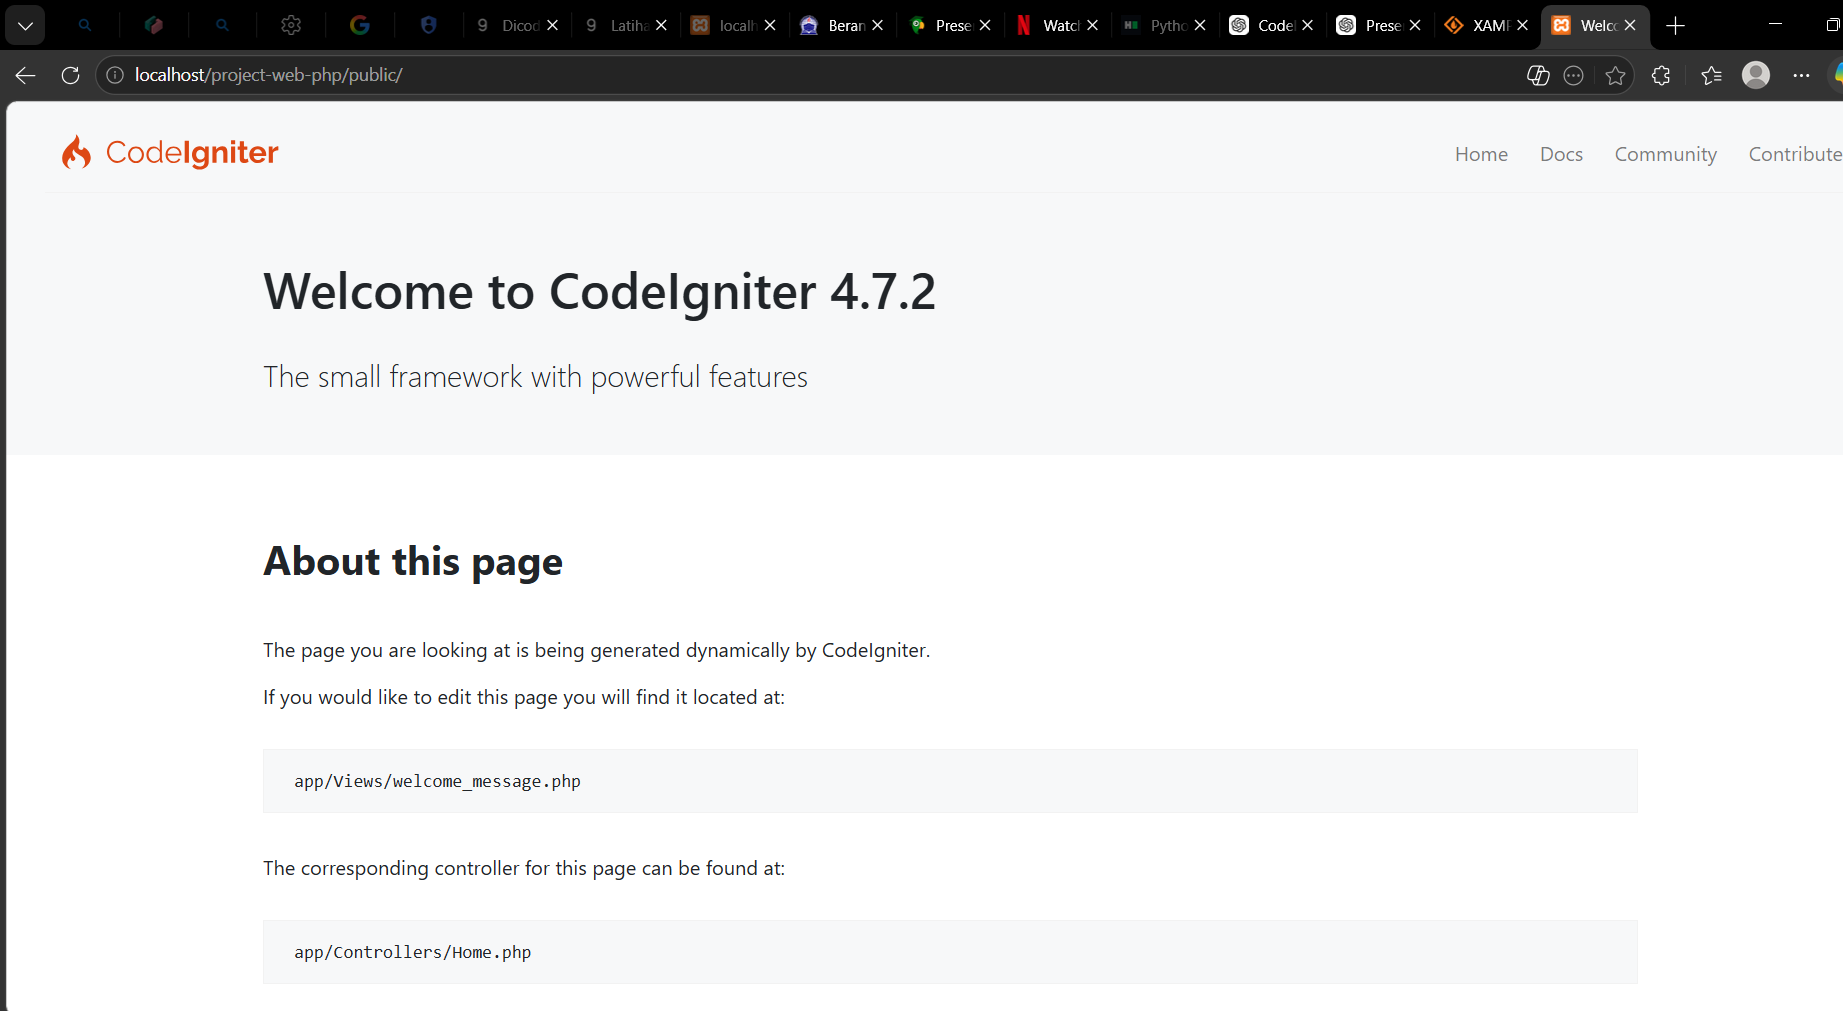 Dicod
Latiha
localh
Beran
Prese
Watch
Pytho
CodeI
Prese
XAMP
Welco
localhost/project-web-php/public/
CodeIgniter
Home Docs Community Contribute
Welcome to CodeIgniter 4.7.2
The small framework with powerful features
About this page
The page you are looking at is being generated dynamically by CodeIgniter.
If you would like to edit this page you will find it located at:
app/Views/welcome_message.php
The corresponding controller for this page can be found at:
app/Controllers/Home.php